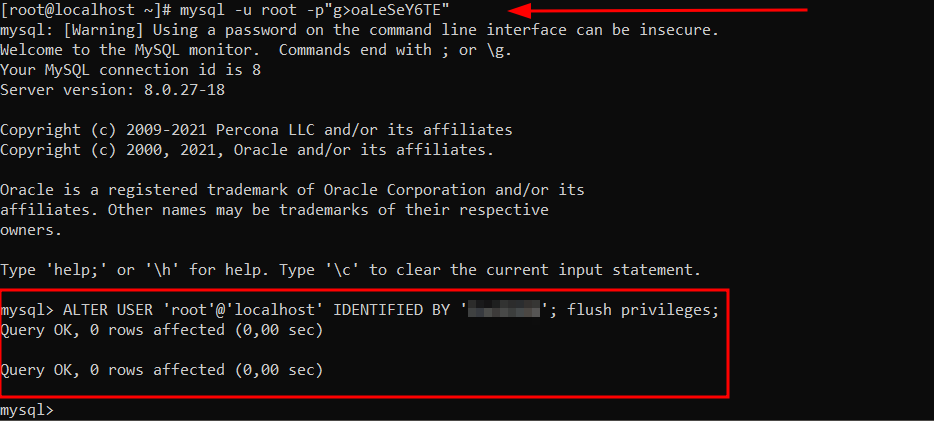 [root@localhost ~]# mysql -u root -p"g>oaLeSeY6TE"
mysql: [Warning] Using a password on the command line interface can be insecure.
Welcome to the MySQL monitor.  Commands end with ; or \g.
Your MySQL connection id is 8
Server version: 8.0.27-18
Copyright (c) 2009-2021 Percona LLC and/or its affiliates
Copyright (c) 2000, 2021, Oracle and/or its affiliates.
Oracle is a registered trademark of Oracle Corporation and/or its
affiliates. Other names may be trademarks of their respective
owners.
Type 'help;' or '\h' for help. Type '\c' to clear the current input statement.
mysql> ALTER USER 'root'@'localhost' IDENTIFIED BY ' '; flush privileges;
Query OK, 0 rows affected (0,00 sec)
Query OK, 0 rows affected (0,00 sec)
mysql>